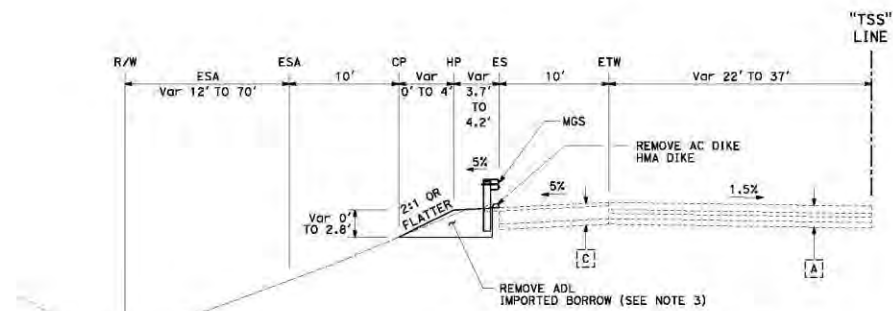 "TSS"
LINE
R/W
ESA
CP
HP
ES
ETW
ESA
Var 12' TO 70'
10'
Var
0' TO 4'
Var
3.7'
TO
4.2'
10'
Var 22' TO 37'
MGS
REMOVE AC DIKE
HMA DIKE
5%
5%
1.5%
2:1 OR
FLATTER
Var 0'
TO 2.8'
C
A
REMOVE ADL
IMPORTED BORROW (SEE NOTE 3)